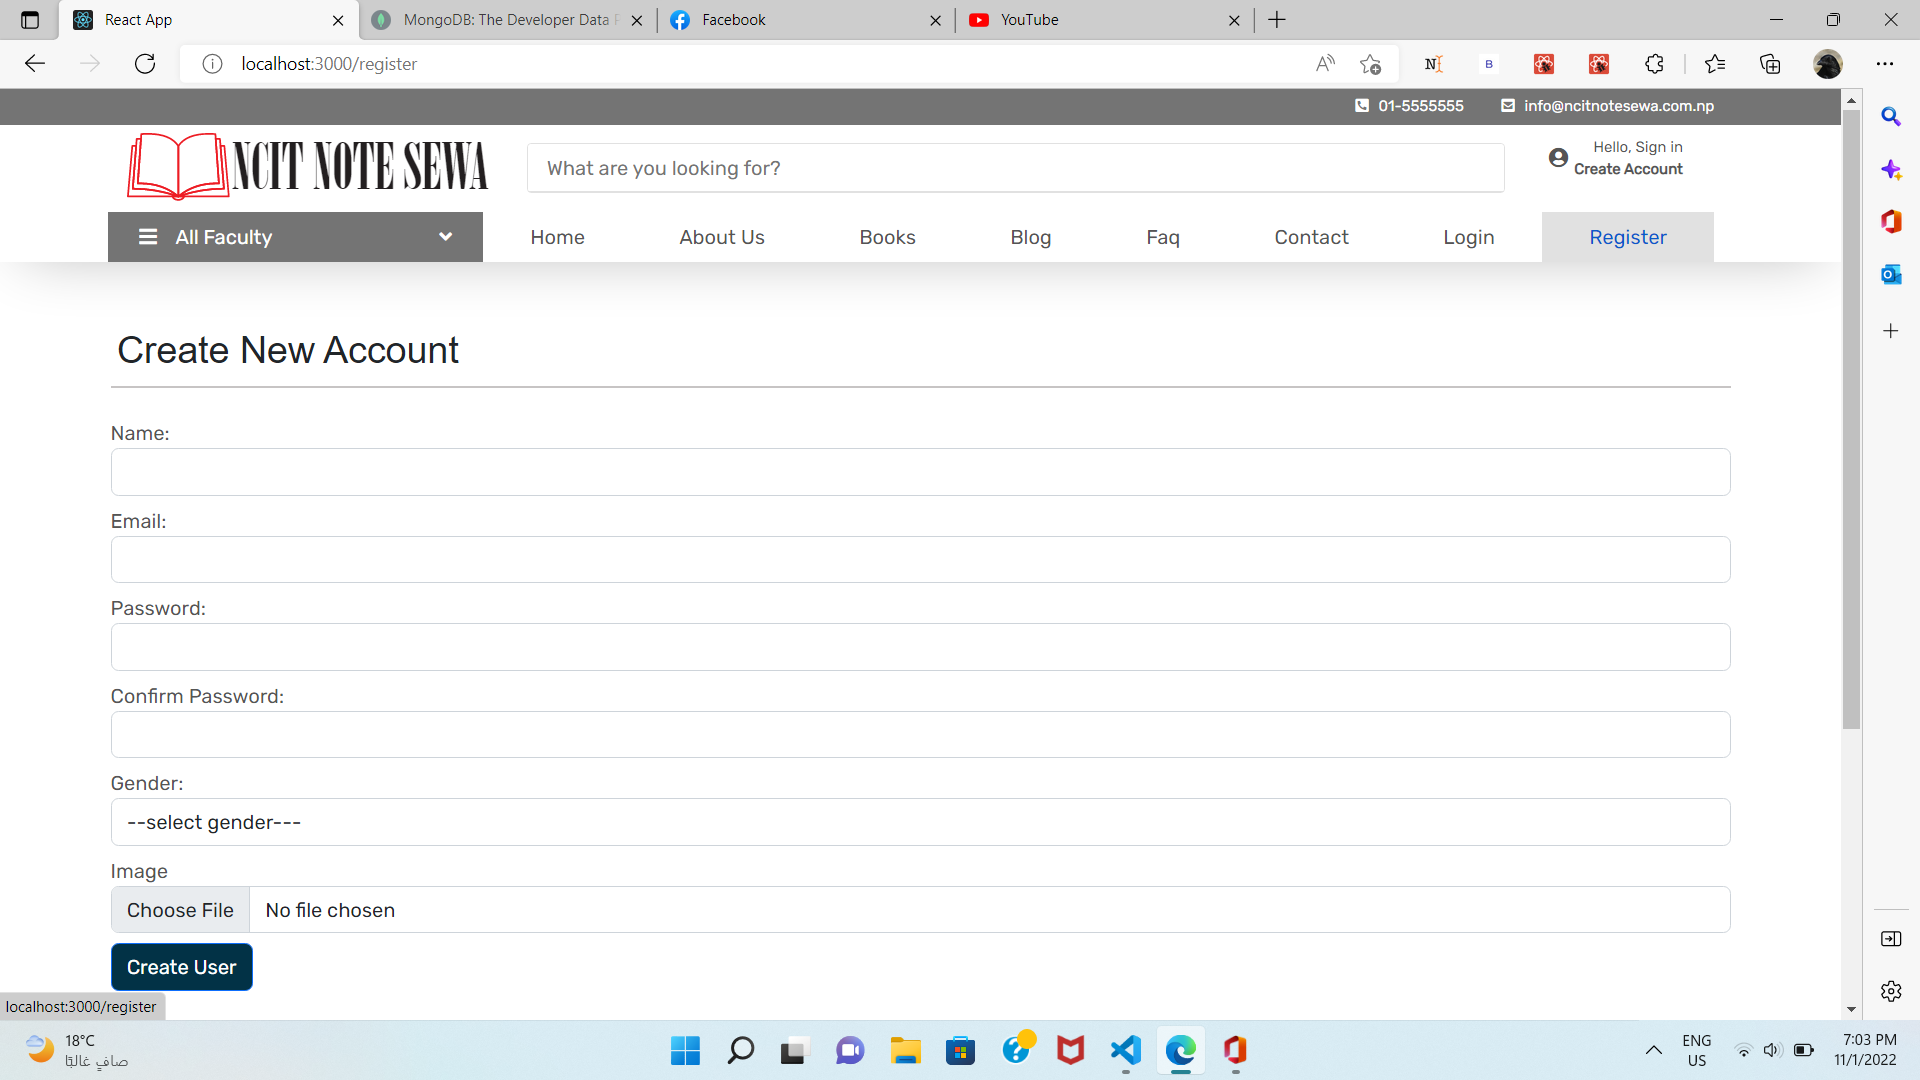 React App
MongoDB: The Developer Data P
Facebook
YouTube
localhost:3000/register
01-5555555
info@ncitnotesewa.com.np
NCIT NOTE SEWA
What are you looking for?
Hello, Sign in
Create Account
All Faculty
Home
About Us
Books
Blog
Faq
Contact
Login
Register
Create New Account
Name:
Email:
Password:
Confirm Password:
Gender:
--select gender---
Image
Choose File
No file chosen
Create User
localhost:3000/register
18°C
صافٍ غالبًا
ENG
US
7:03 PM
11/1/2022